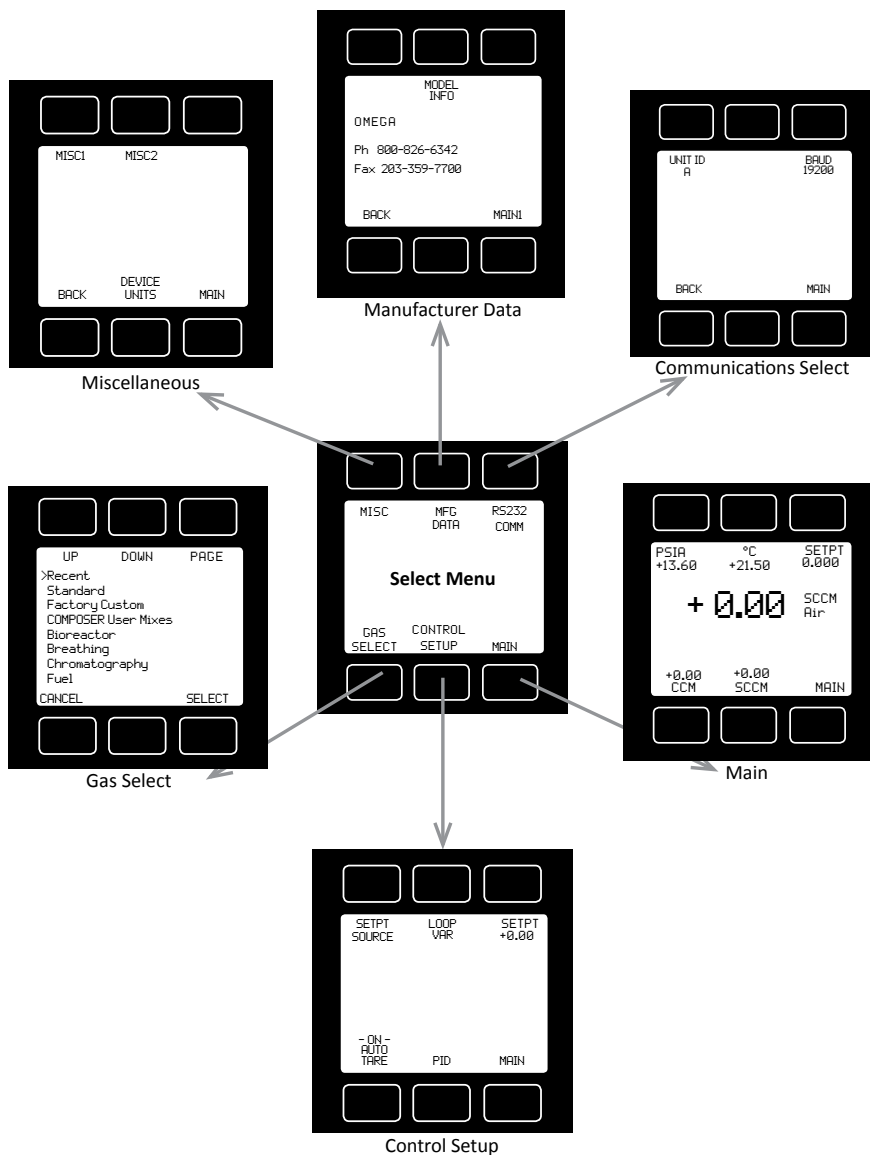 MODEL
INFO
OMEGA
Ph 800-826-6342
Fax 203-359-7700
BACK MAIN1
Manufacturer Data
MISC1 MISC2
DEVICE
BACK UNITS MAIN
Miscellaneous
UNIT ID BAUD
A 19200
BACK MAIN
Communications Select
MISC MFG RS232
DATA COMM
Select Menu
GAS CONTROL
SELECT SETUP MAIN
UP DOWN PAGE
>Recent
Standard
Factory Custom
COMPOSER User Mixes
Bioreactor
Breathing
Chromatography
Fuel
CANCEL SELECT
Gas Select
PSIA °C SETPT
+13.60 +21.50 0.000
+ 0.00 SCCM
Air
+0.00 +0.00
CCM SCCM MAIN
Main
SETPT LOOP SETPT
SOURCE VAR +0.00
- ON -
AUTO
TARE PID MAIN
Control Setup